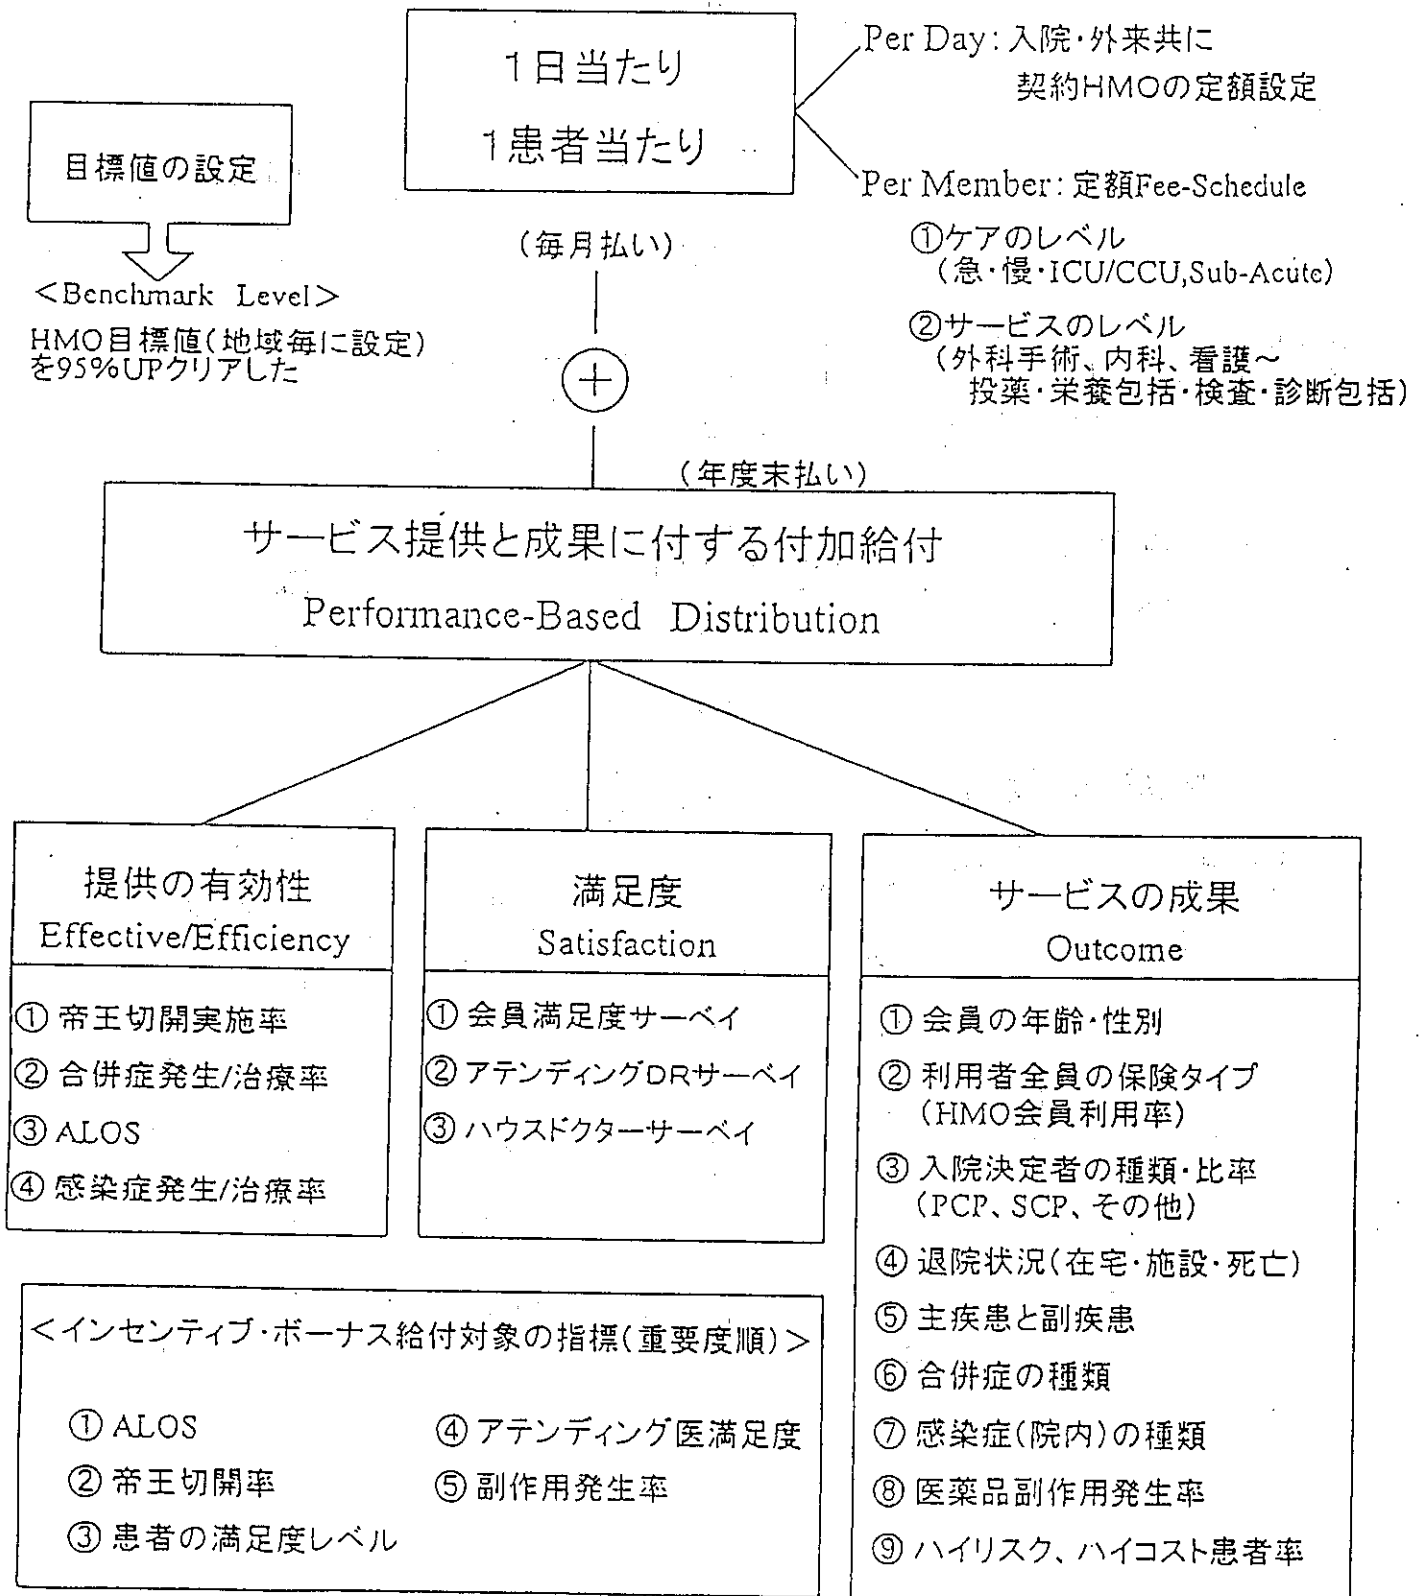 1日当たり
1患者当たり
Per Day:入院・外来共に
契約HMOの定額設定
Per Member:定額Fee-Schedule
①ケアのレベル
(急・慢・ICU/CCU,Sub-Acute)
②サービスのレベル
(外科手術、内科、看護~
投薬・栄養包括・検査・診断包括)
目標値の設定
<Benchmark Level>
HMO目標値(地域毎に設定)
を95%UPクリアした
(毎月払い)
+
(年度末払い)
サービス提供と成果に付する付加給付
Performance-Based Distribution
提供の有効性
Effective/Efficiency
① 帝王切開実施率
② 合併症発生/治療率
③ ALOS
④ 感染症発生/治療率
満足度
Satisfaction
① 会員満足度サーベイ
② アテンディングDRサーベイ
③ ハウスドクターサーベイ
サービスの成果
Outcome
① 会員の年齢・性別
② 利用者全員の保険タイプ
(HMO会員利用率)
③ 入院決定者の種類・比率
(PCP、SCP、その他)
④ 退院状況(在宅・施設・死亡)
⑤ 主疾患と副疾患
⑥ 合併症の種類
⑦ 感染症(院内)の種類
⑧ 医薬品副作用発生率
⑨ ハイリスク、ハイコスト患者率
<インセンティブ・ボーナス給付対象の指標(重要度順)>
① ALOS
② 帝王切開率
③ 患者の満足度レベル
④ アテンディング医満足度
⑤ 副作用発生率